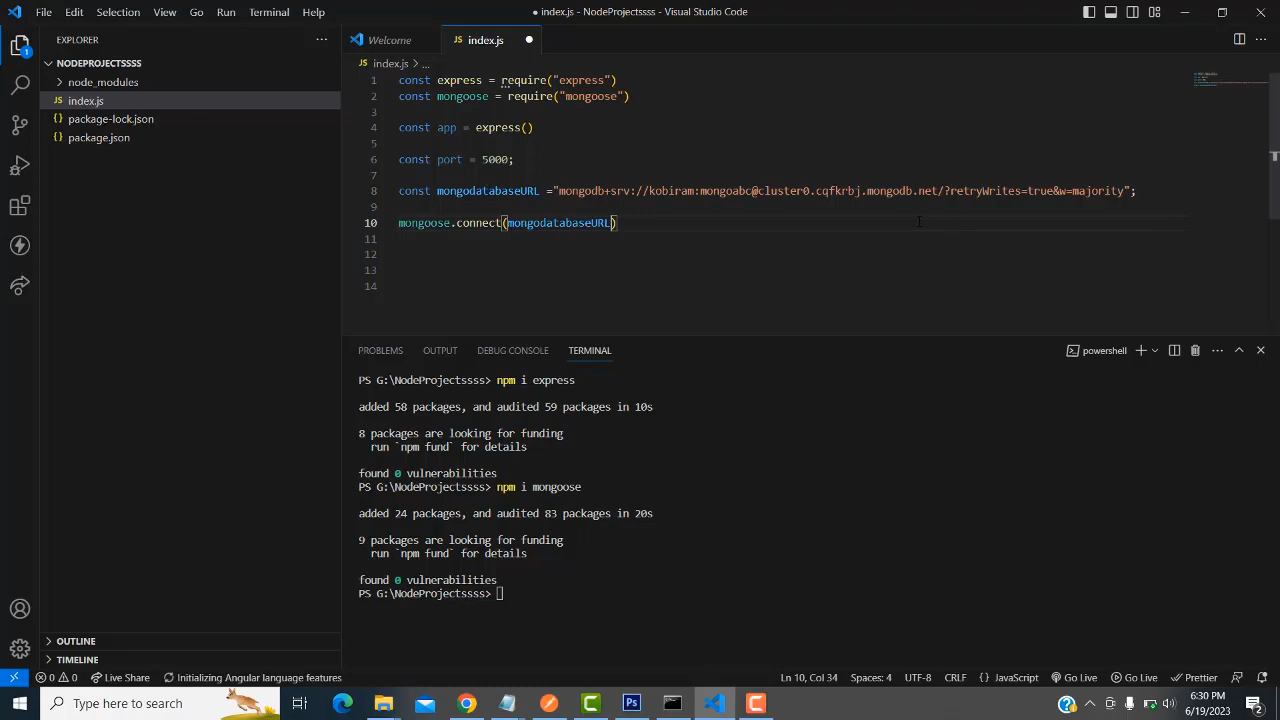 File Edit Selection View Go Run Terminal Help
● index.js - NodeProjectssss - Visual Studio Code
EXPLORER
NODEPROJECTSSSS
node_modules
JS index.js
{} package-lock.json
{} package.json
OUTLINE
TIMELINE
1
Welcome
JS index.js
JS index.js > ...
1 const express = require("express")
2 const mongoose = require("mongoose")
3
4 const app = express()
5
6 const port = 5000;
7
8 const mongodatabaseURL ="mongodb+srv://kobiram:mongoabc@cluster0.cqfkrbj.mongodb.net/?retryWrites=true&w=majority";
9
10 mongoose.connect(mongodatabaseURL)
11
12
13
14
PROBLEMS OUTPUT DEBUG CONSOLE TERMINAL
powershell
PS G:\NodeProjectssss> npm i express
added 58 packages, and audited 59 packages in 10s
8 packages are looking for funding
run `npm fund` for details
found 0 vulnerabilities
PS G:\NodeProjectssss> npm i mongoose
added 24 packages, and audited 83 packages in 20s
9 packages are looking for funding
run `npm fund` for details
found 0 vulnerabilities
PS G:\NodeProjectssss>
0 0 Live Share Initializing Angular language features
Ln 10, Col 34 Spaces: 4 UTF-8 CRLF {} JavaScript Go Live Go Live Prettier
Type here to search
Ps
6:30 PM
6/19/2023
2